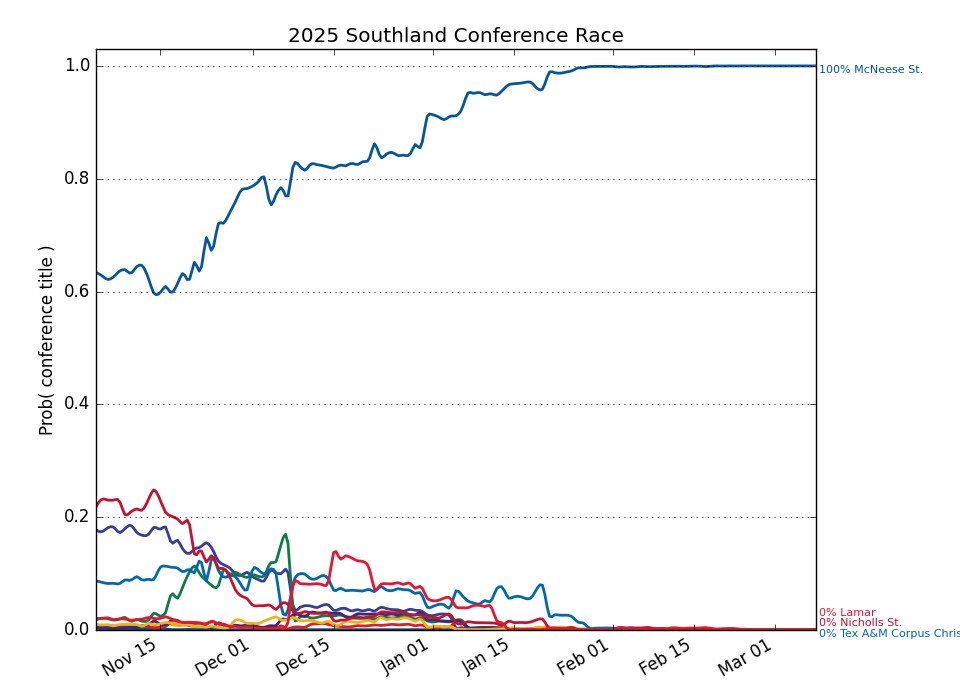 2025 Southland Conference Race
Prob( conference title )
1.0
0.8
0.6
0.4
0.2
0.0
Nov 15
Dec 01
Dec 15
Jan 01
Jan 15
Feb 01
Feb 15
Mar 01
100% McNeese St.
0% Lamar
0% Nicholls St.
0% Tex A&M Corpus Chris